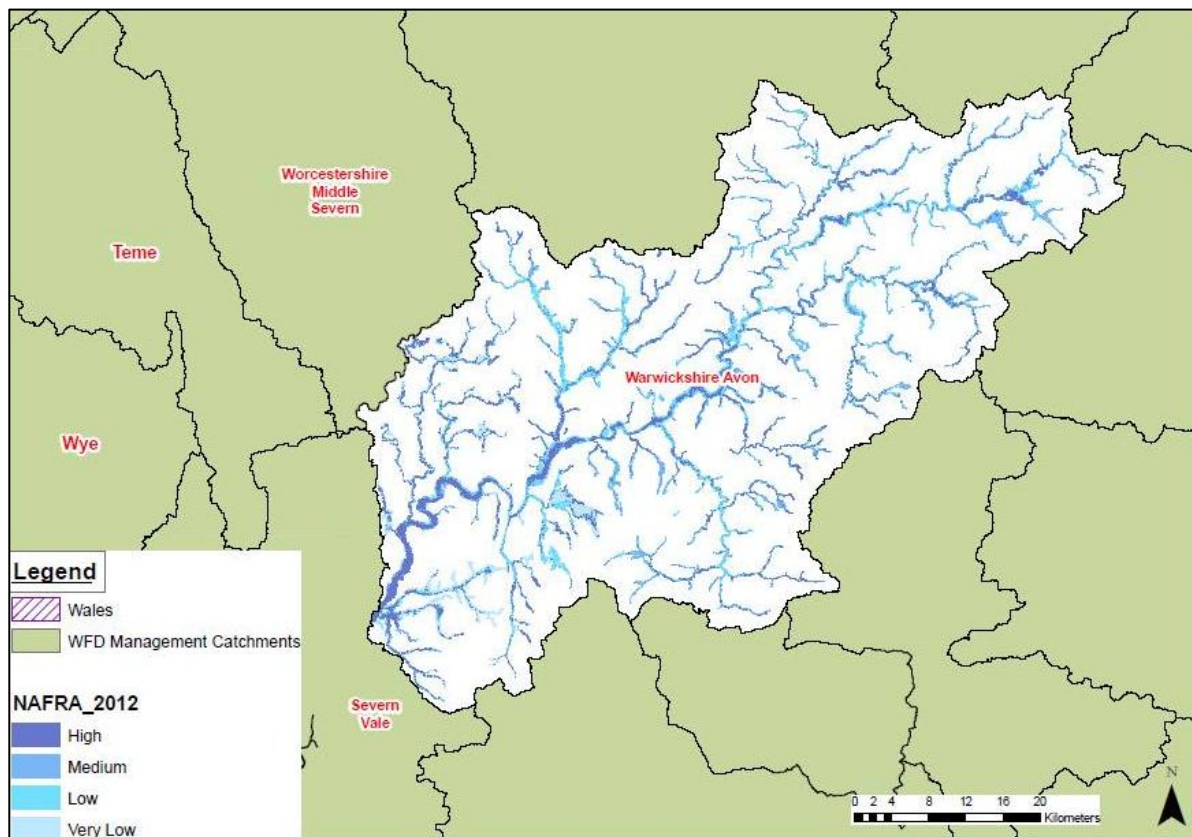 Worcestershire
Middle
Severn
Teme
Warwickshire Avon
Wye
Severn
Vale
Legend
Wales
WFD Management Catchments
NAFRA_2012
High
Medium
Low
Very Low
N
0 2 4 8 12 16 20
Kilometers